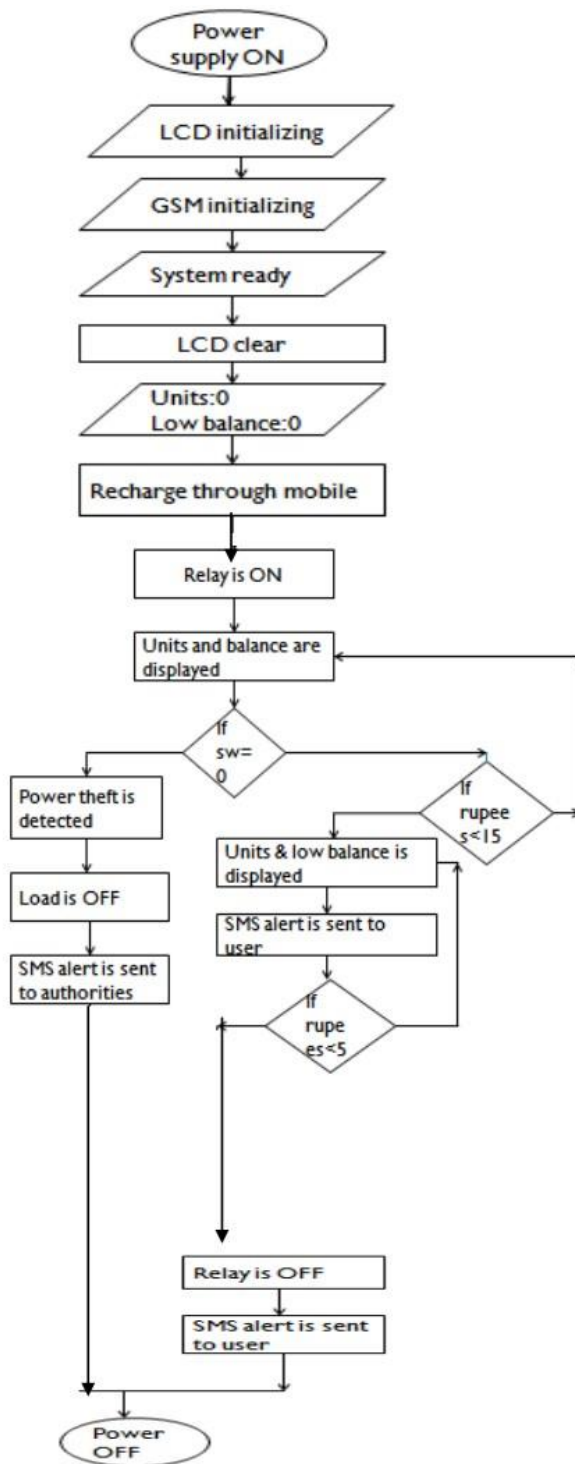 Power
supply ON
LCD initializing
GSM initializing
System ready
LCD clear
Units:0
Low balance:0
Recharge through mobile
Relay is ON
Units and balance are
displayed
If
sw=
0
Power theft is
detected
Load is OFF
SMS alert is sent
to authorities
If
rupee
s<15
Units & low balance is
displayed
SMS alert is sent to
user
If
rupe
es<5
Relay is OFF
SMS alert is sent
to user
Power
OFF